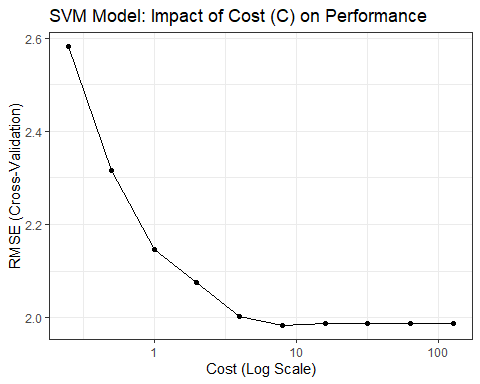 SVM Model: Impact of Cost (C) on Performance
RMSE (Cross-Validation)
2.6
2.4
2.2
2.0
1
10
100
Cost (Log Scale)